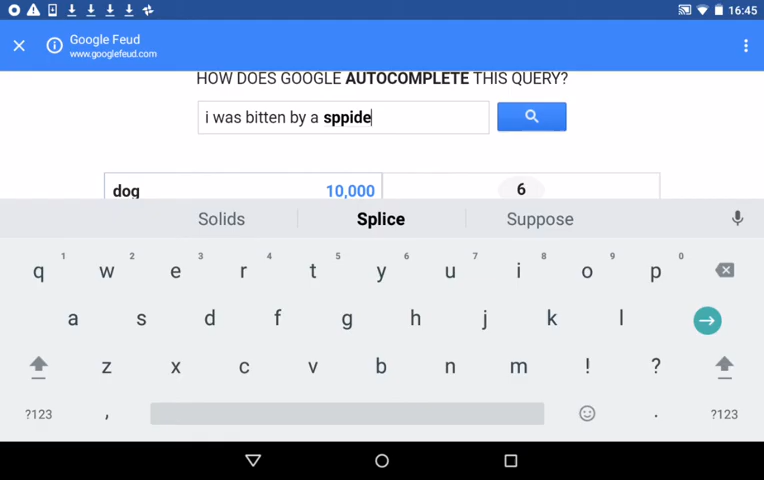 16:45
Google Feud
www.googlefeud.com
HOW DOES GOOGLE AUTOCOMPLETE THIS QUERY?
i was bitten by a sppide
dog 10,000 6
Solids Splice Suppose
1 2 3 4 5 6 7 8 9 0
q w e r t y u i o p
a s d f g h j k l
z x c v b n m ! ?
?123 , . ?123